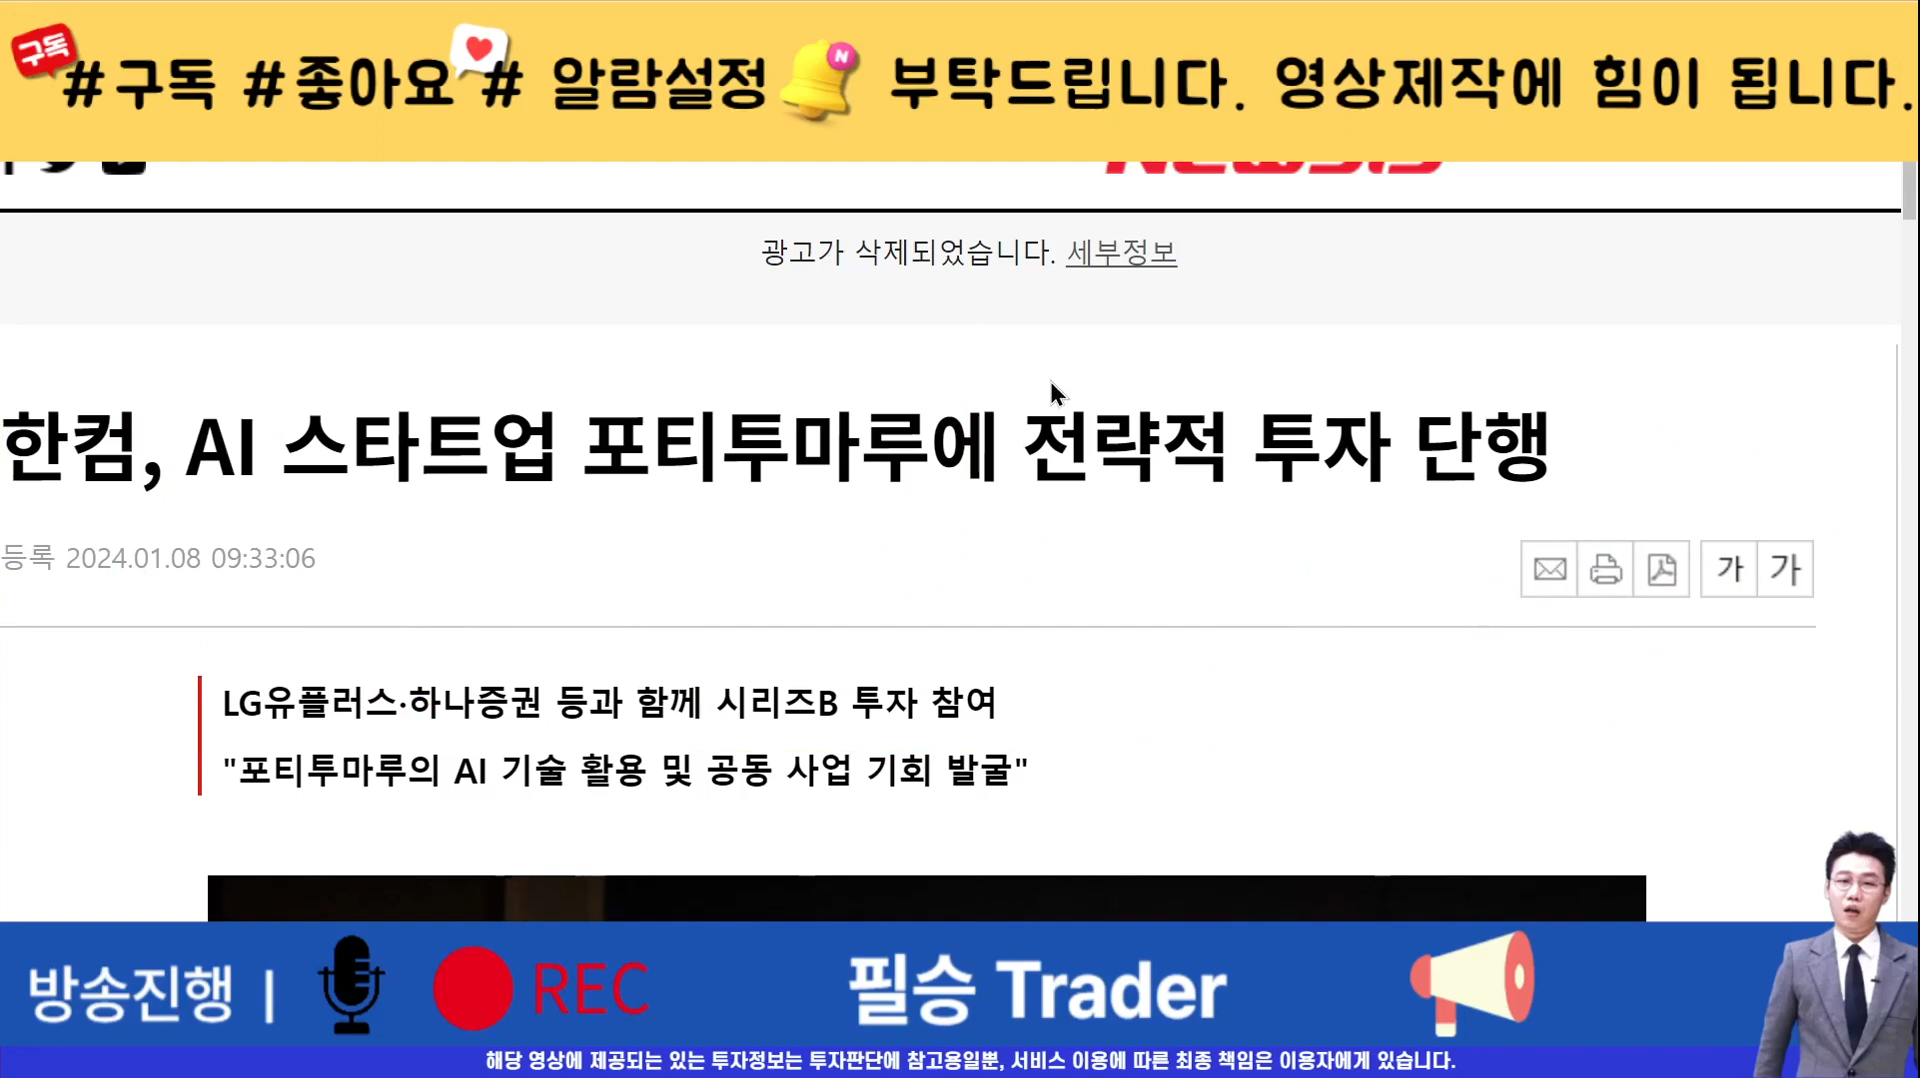 구독 #구독 #좋아요 # 알람설정 N 부탁드립니다. 영상제작에 힘이 됩니다.
Newsis
광고가 삭제되었습니다. 세부정보
한컴, AI 스타트업 포티투마루에 전략적 투자 단행
등록 2024.01.08 09:33:06
가 가
LG유플러스·하나증권 등과 함께 시리즈B 투자 참여
"포티투마루의 AI 기술 활용 및 공동 사업 기회 발굴"
방송진행 | REC 필승 Trader
해당 영상에 제공되는 있는 투자정보는 투자판단에 참고용일뿐, 서비스 이용에 따른 최종 책임은 이용자에게 있습니다.